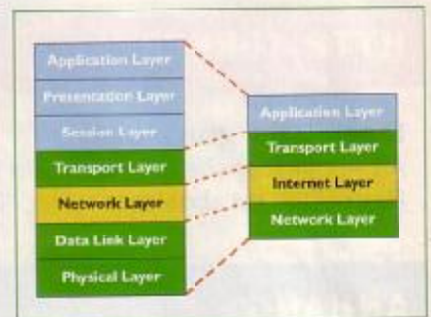 Application Layer
Presentation Layer
Session Layer
Transport Layer
Network Layer
Data Link Layer
Physical Layer
Application Layer
Transport Layer
Internet Layer
Network Layer